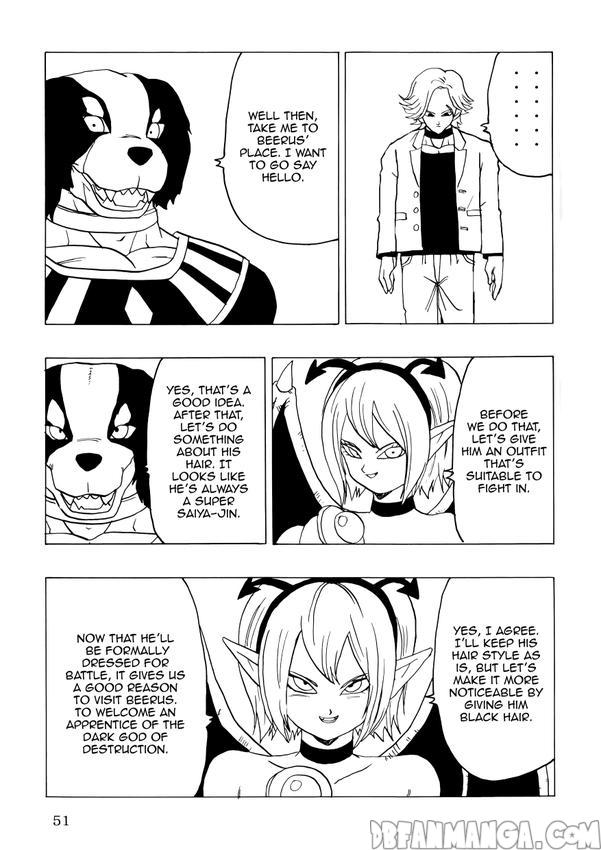 ......
......
WELL THEN,
TAKE ME TO
BEERUS'
PLACE. I WANT
TO GO SAY
HELLO.
BEFORE
WE DO THAT,
LET'S GIVE
HIM AN OUTFIT
THAT'S
SUITABLE TO
FIGHT IN.
YES, THAT'S A
GOOD IDEA.
AFTER THAT,
LET'S DO
SOMETHING
ABOUT HIS
HAIR. IT
LOOKS LIKE
HE'S ALWAYS
A SUPER
SAIYA-JIN.
YES, I AGREE.
I'LL KEEP HIS
HAIR STYLE AS
IS, BUT LET'S
MAKE IT MORE
NOTICEABLE BY
GIVING HIM
BLACK HAIR.
NOW THAT HE'LL
BE FORMALLY
DRESSED FOR
BATTLE, IT GIVES US
A GOOD REASON
TO VISIT BEERUS.
TO WELCOME AN
APPRENTICE OF THE
DARK GOD OF
DESTRUCTION.
51
DBFANMANGA.COM